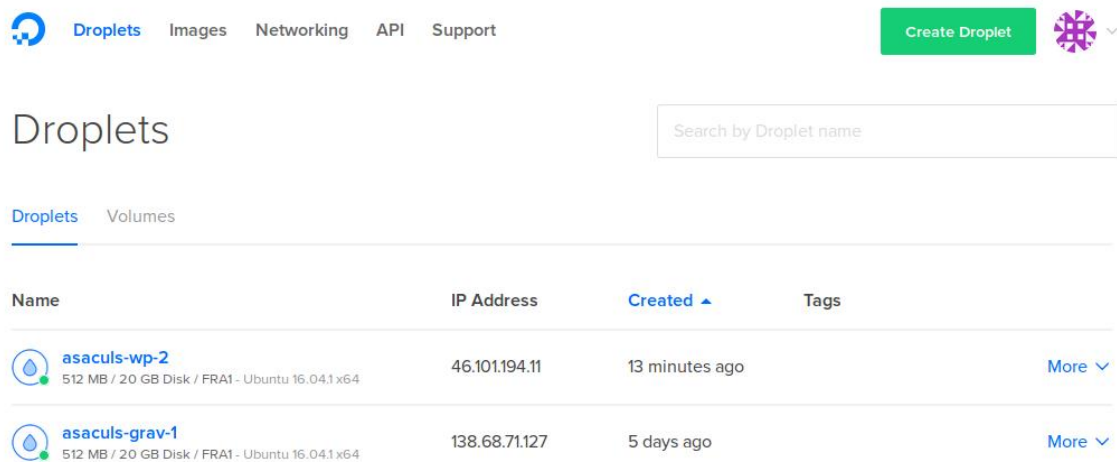 Droplets Images Networking API Support Create Droplet
Droplets
Search by Droplet name
Droplets Volumes
Name IP Address Created Tags
asaculs-wp-2
512 MB / 20 GB Disk / FRA1 - Ubuntu 16.04.1 x64
46.101.194.11 13 minutes ago More
asaculs-grav-1
512 MB / 20 GB Disk / FRA1 - Ubuntu 16.04.1 x64
138.68.71.127 5 days ago More